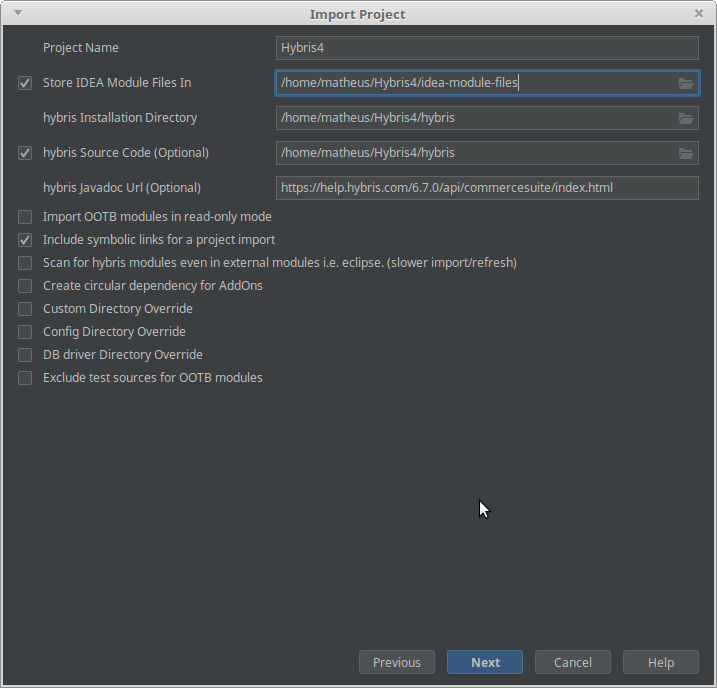 Import Project
Project Name Hybris4
Store IDEA Module Files In /home/matheus/Hybris4/idea-module-files
hybris Installation Directory /home/matheus/Hybris4/hybris
hybris Source Code (Optional) /home/matheus/Hybris4/hybris
hybris Javadoc Url (Optional) https://help.hybris.com/6.7.0/api/commercesuite/index.html
Import OOTB modules in read-only mode
Include symbolic links for a project import
Scan for hybris modules even in external modules i.e. eclipse. (slower import/refresh)
Create circular dependency for AddOns
Custom Directory Override
Config Directory Override
DB driver Directory Override
Exclude test sources for OOTB modules
Previous Next Cancel Help